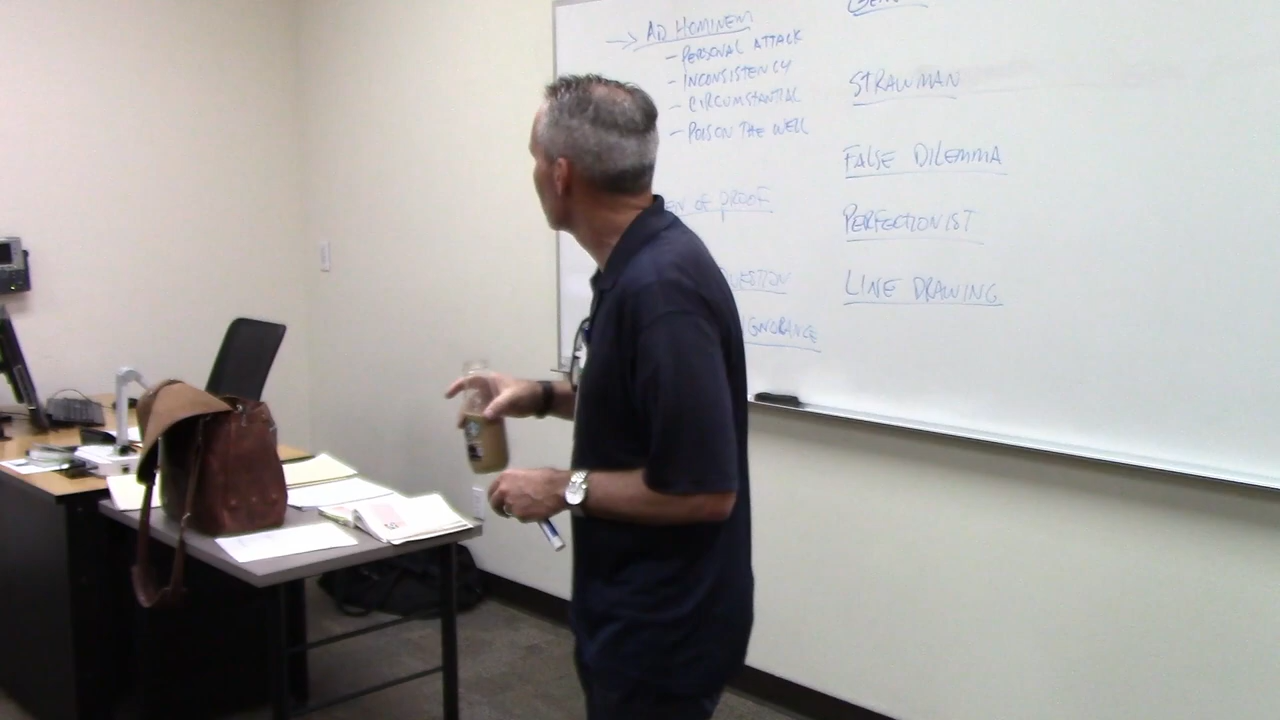 AD HOMINEM
- PERSONAL ATTACK
- INCONSISTENCY
- CIRCUMSTANTIAL
- POISON THE WELL
OF PROOF
IGNORANCE
STRAWMAN
FALSE DILEMMA
PERFECTIONIST
LINE DRAWING